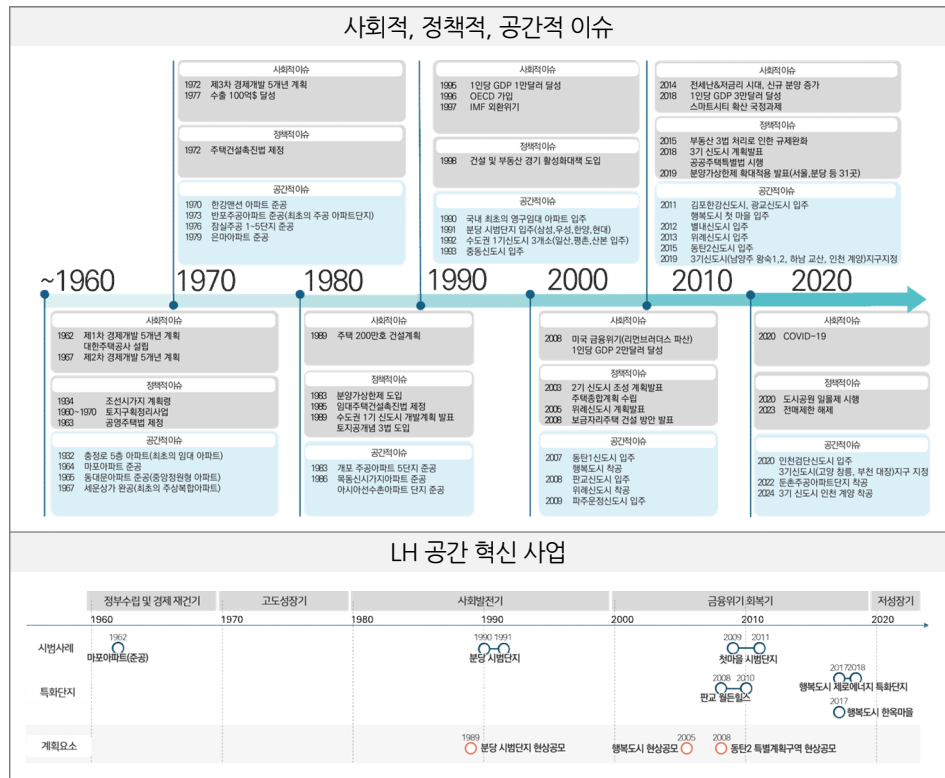 사회적, 정책적, 공간적 이슈
사회적이슈
1972 제3차 경제개발 5개년 계획
1977 수출 100억$ 달성
정책적이슈
1972 주택건설촉진법 제정
공간적이슈
1970 한강맨션 아파트 준공
1973 반포주공아파트 준공(최초의 주공 아파트단지)
1976 잠실주공 1~5단지 준공
1979 은마아파트 준공
사회적이슈
1995 1인당 GDP 1만달러 달성
1996 OECD 가입
1997 IMF 외환위기
정책적이슈
1998 건설 및 부동산 경기 활성화대책 도입
공간적이슈
1990 국내 최초의 영구임대 아파트 입주
1991 분당 시범단지 입주(삼성,우성,한양,현대)
1992 수도권 1기신도시 3개소(일산,평촌,산본 입주)
1993 중동신도시 입주
사회적이슈
2014 전세난&저금리 시대, 신규 분양 증가
2018 1인당 GDP 3만달러 달성
스마트시티 확산 국정과제
정책적이슈
2015 부동산 3법 처리로 인한 규제완화
2018 3기 신도시 계획발표
공공주택특별법 시행
2019 분양가상한제 확대적용 발표(서울,분당 등 31곳)
공간적이슈
2011 김포한강신도시, 광교신도시 입주
행복도시 첫 마을 입주
2012 별내신도시 입주
2013 위례신도시 입주
2015 동탄2신도시 입주
2019 3기신도시(남양주 왕숙1,2, 하남 교산, 인천 계양)지구지정
~1960 1970 1980 1990 2000 2010 2020
사회적이슈
1962 제1차 경제개발 5개년 계획
대한주택공사 설립
1967 제2차 경제개발 5개년 계획
정책적이슈
1934 조선시가지 계획령
1960~1970 토지구획정리사업
1963 공영주택법 제정
공간적이슈
1932 충정로 5층 아파트(최초의 임대 아파트)
1964 마포아파트 준공
1965 동대문아파트 준공(중앙정원형 아파트)
1967 세운상가 완공(최초의 주상복합아파트)
사회적이슈
1989 주택 200만호 건설계획
정책적이슈
1983 분양가상한제 도입
1985 임대주택건설촉진법 제정
1989 수도권 1기 신도시 개발계획 발표
토지공개념 3법 도입
공간적이슈
1983 개포 주공아파트 5단지 준공
1986 목동신시가지아파트 준공
아시아선수촌아파트 단지 준공
사회적이슈
2008 미국 금융위기(리먼브러더스 파산)
1인당 GDP 2만달러 달성
정책적이슈
2003 2기 신도시 조성 계획발표
주택종합계획 수립
2005 위례신도시 계획발표
2008 보금자리주택 건설 방안 발표
공간적이슈
2007 동탄1신도시 입주
행복도시 착공
2008 판교신도시 입주
위례신도시 착공
2009 파주운정신도시 입주
사회적이슈
2020 COVID-19
정책적이슈
2020 도시공원 일몰제 시행
2023 전매제한 해제
공간적이슈
2020 인천검단신도시 입주
3기신도시(고양 창릉, 부천 대장)지구 지정
2022 둔촌주공아파트단지 착공
2024 3기 신도시 인천 계양 착공
LH 공간 혁신 사업
정부수립 및 경제 재건기 고도성장기 사회발전기 금융위기 회복기 저성장기
1960 1970 1980 1990 2000 2010 2020
시범사례
1962
마포아파트(준공)
1990 1991
분당 시범단지
2009 2011
첫마을 시범단지
특화단지
2008 2010
판교 월든힐스
2017 2018
행복도시 제로에너지 특화단지
2017
행복도시 한옥마을
계획요소
1989
분당 시범단지 현상공모
2005
행복도시 현상공모
2008
동탄2 특별계획구역 현상공모